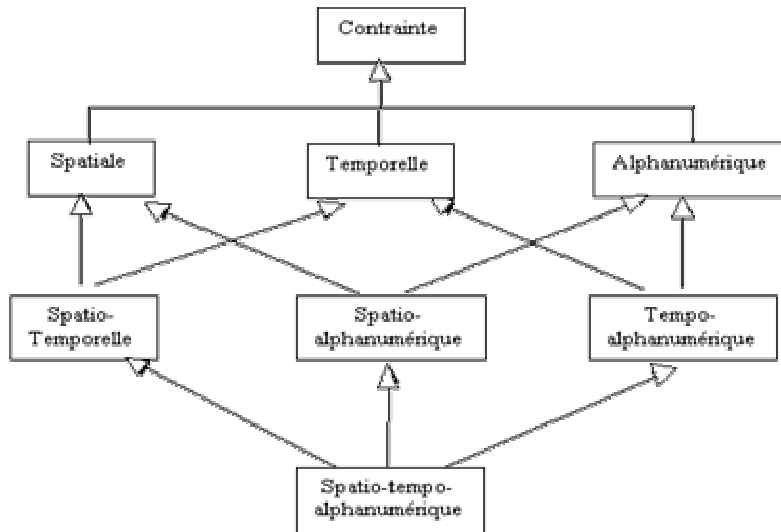 Contrainte
Spatiale
Temporelle
Alphanumérique
Spatio-
Temporelle
Spatio-
alphanumérique
Tempo-
alphanumérique
Spatio-tempo-
alphanumérique